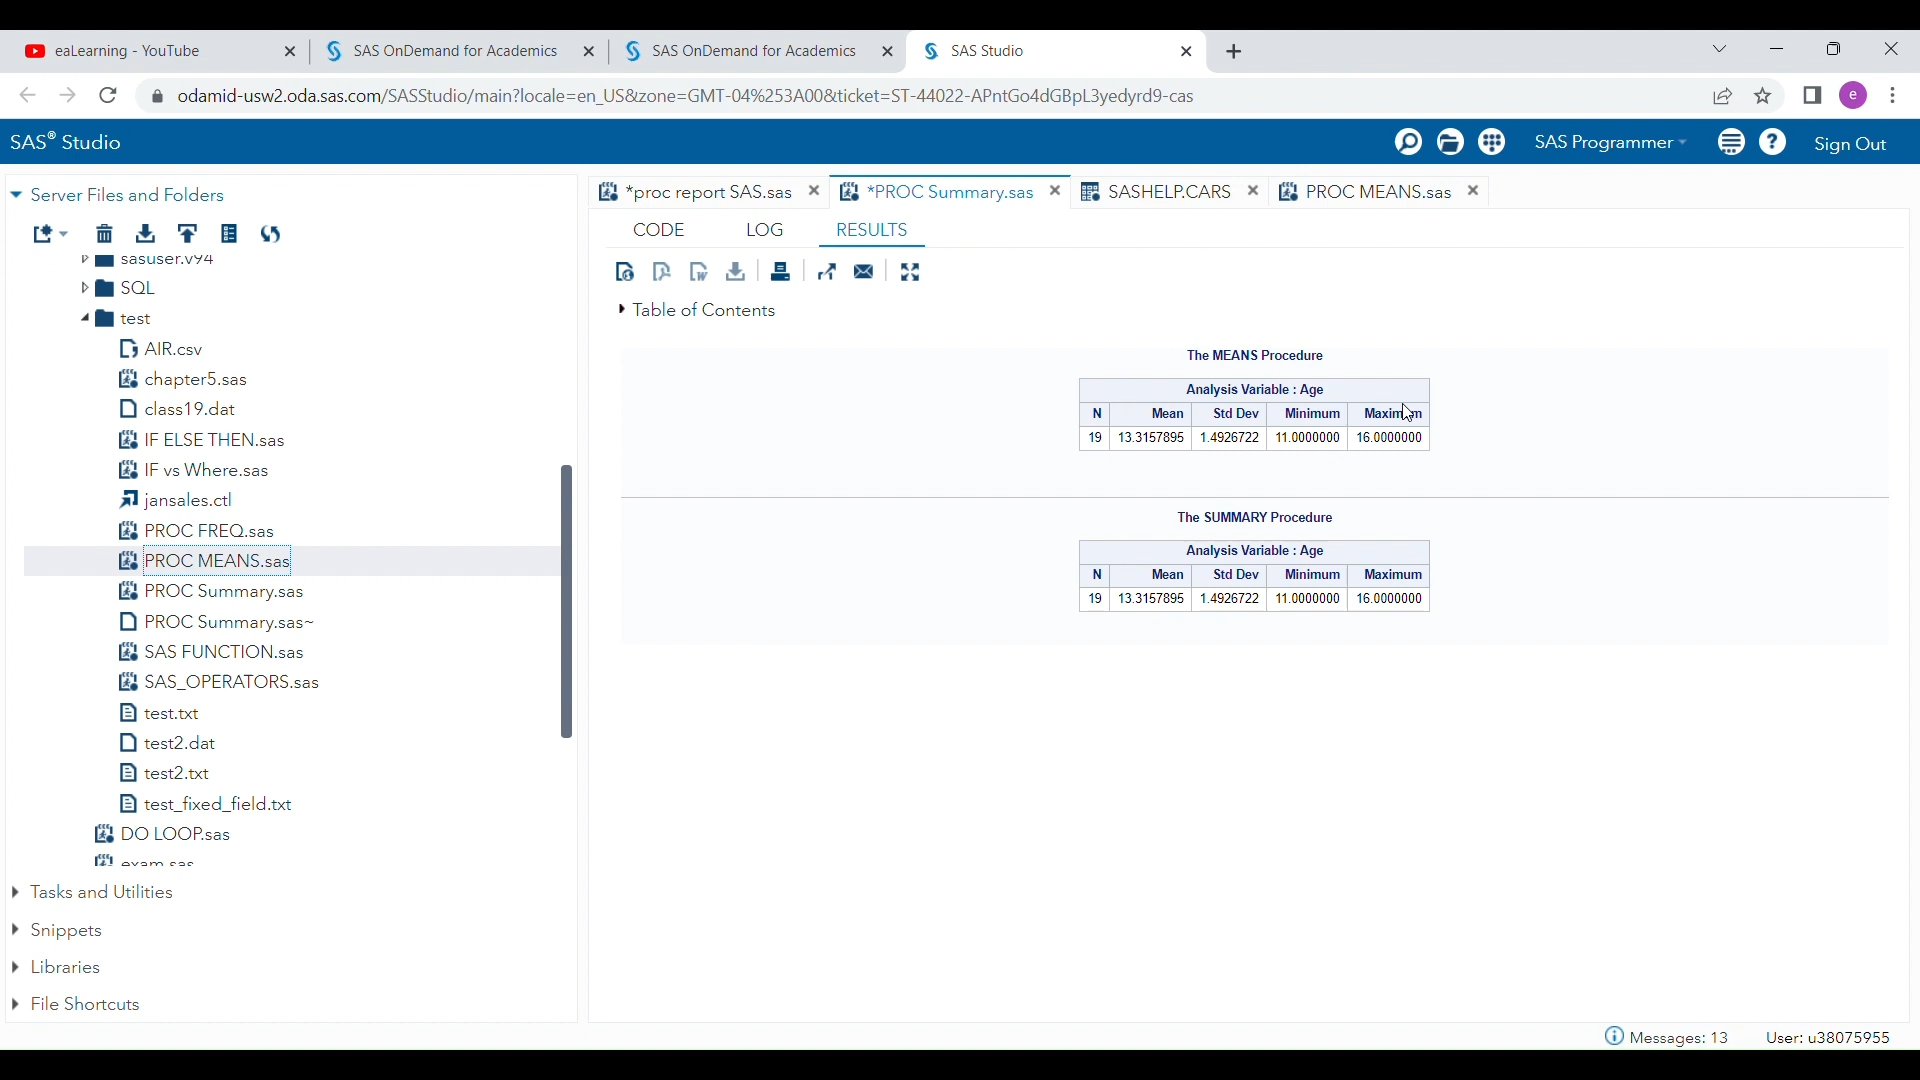 eaLearning - YouTube
SAS OnDemand for Academics
SAS OnDemand for Academics
SAS Studio
odamid-usw2.oda.sas.com/SASStudio/main?locale=en_US&zone=GMT-04%253A00&ticket=ST-44022-APntGo4dGBpL3yedyrd9-cas
e
SAS® Studio
SAS Programmer
Sign Out
Server Files and Folders
sasuser.v94
SQL
test
AIR.csv
chapter5.sas
class19.dat
IF ELSE THEN.sas
IF vs Where.sas
jansales.ctl
PROC FREQ.sas
PROC MEANS.sas
PROC Summary.sas
PROC Summary.sas~
SAS FUNCTION.sas
SAS_OPERATORS.sas
test.txt
test2.dat
test2.txt
test_fixed_field.txt
DO LOOP.sas
exam.sas
Tasks and Utilities
Snippets
Libraries
File Shortcuts
*proc report SAS.sas
*PROC Summary.sas
SASHELP.CARS
PROC MEANS.sas
CODE LOG RESULTS
Table of Contents
The MEANS Procedure
Analysis Variable : Age
N Mean Std Dev Minimum Maximum
19 13.3157895 1.4926722 11.0000000 16.0000000
The SUMMARY Procedure
Analysis Variable : Age
N Mean Std Dev Minimum Maximum
19 13.3157895 1.4926722 11.0000000 16.0000000
Messages: 13 User: u38075955